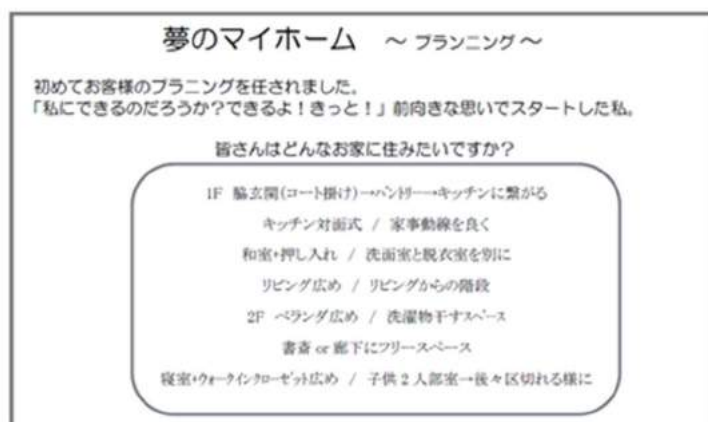 夢のマイホーム ～ プランニング ～
初めてお客様のプラニングを任されました。
「私にできるのだろうか？できるよ！きっと！」前向きな思いでスタートした私。
皆さんはどんなお家に住みたいですか？
1F 脇玄関(コート掛け)→パントリー→キッチンに繋がる
キッチン対面式 / 家事動線を良く
和室+押し入れ / 洗面室と脱衣室を別に
リビング広め / リビングからの階段
2F ベランダ広め / 洗濯物干すスペース
書斎 or 廊下にフリースペース
寝室+ウォークインクローゼット広め / 子供２人部室→後々区切れる様に